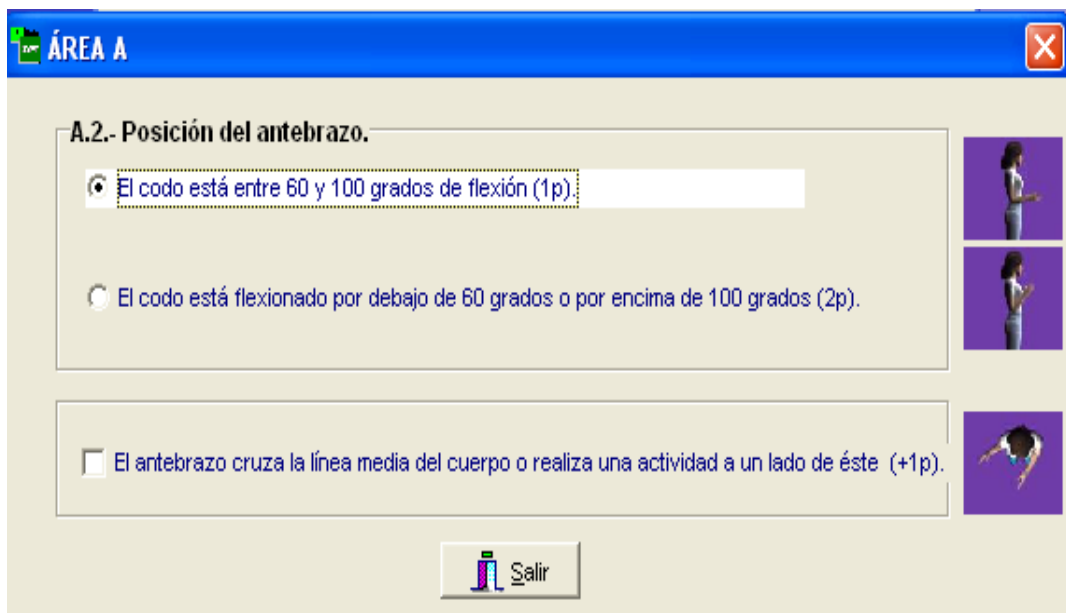 ÁREA A
A.2.- Posición del antebrazo.
El codo está entre 60 y 100 grados de flexión (1p).
El codo está flexionado por debajo de 60 grados o por encima de 100 grados (2p).
El antebrazo cruza la línea media del cuerpo o realiza una actividad a un lado de éste (+1p).
Salir